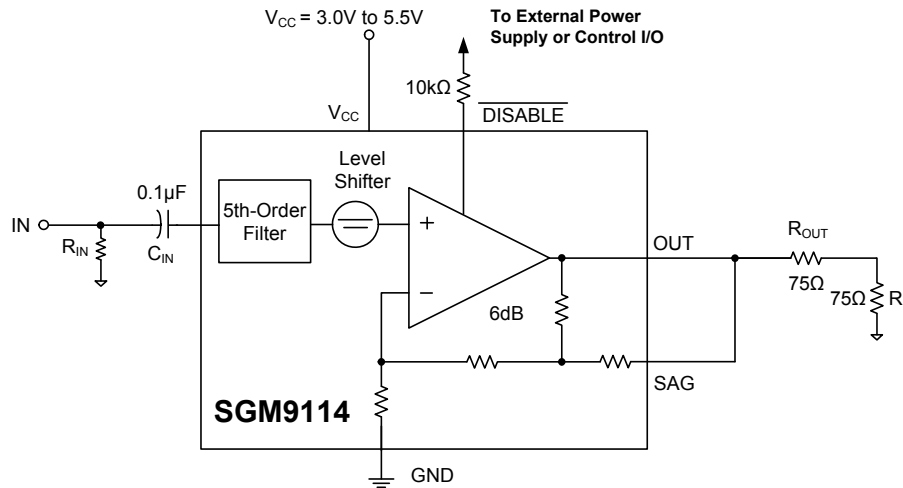 V_CC = 3.0V to 5.5V
To External Power
Supply or Control I/O
10kΩ
V_CC
DISABLE
Level
Shifter
0.1µF
5th-Order
Filter
IN
R_IN
C_IN
+
−
6dB
OUT
R_OUT
75Ω
75Ω
R
SAG
SGM9114
GND